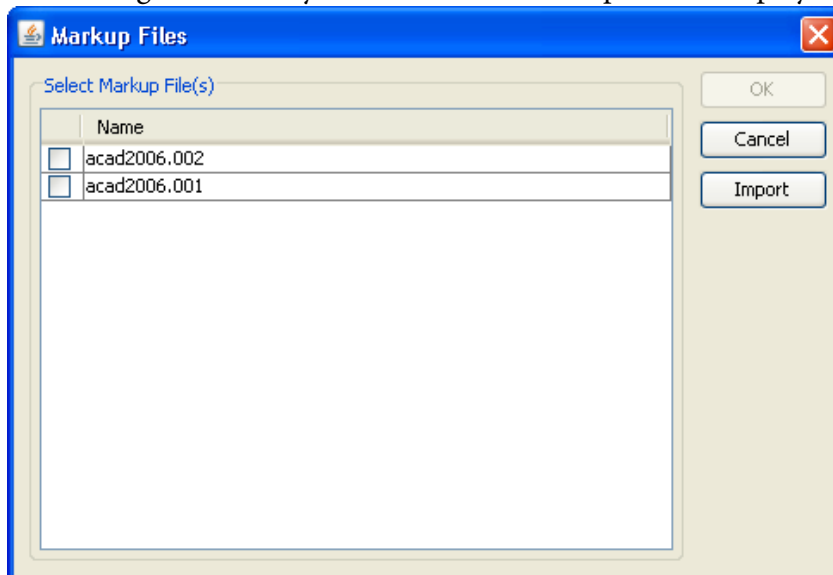 Markup Files
Select Markup File(s)
OK
Name
Cancel
acad2006.002
acad2006.001
Import